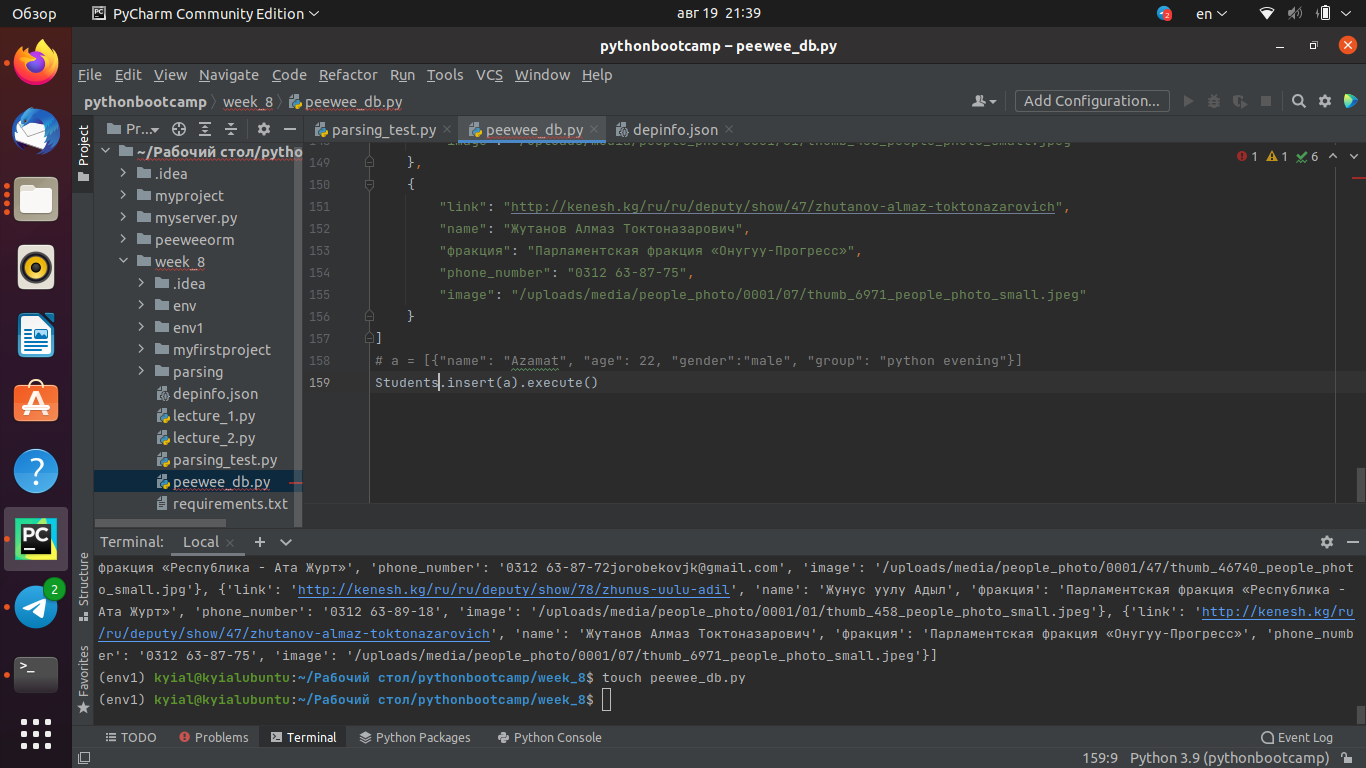 Обзор
PyCharm Community Edition
авг 19 21:39
2
en
pythonbootcamp – peewee_db.py
File Edit View Navigate Code Refactor Run Tools VCS Window Help
pythonbootcamp week_8 peewee_db.py
Add Configuration...
Project
Pr...
parsing_test.py
peewee_db.py
depinfo.json
~/Рабочий стол/pytho
.idea
myproject
myserver.py
peeweeorm
week_8
.idea
env
env1
myfirstproject
parsing
depinfo.json
lecture_1.py
lecture_2.py
parsing_test.py
peewee_db.py
requirements.txt
1 1 6
149 },
150 {
151 "link": "http://kenesh.kg/ru/ru/deputy/show/47/zhutanov-almaz-toktonazarovich",
152 "name": "Жутанов Алмаз Токтоназарович",
153 "фракция": "Парламентская фракция «Онугуу-Прогресс»",
154 "phone_number": "0312 63-87-75",
155 "image": "/uploads/media/people_photo/0001/07/thumb_6971_people_photo_small.jpeg"
156 }
157 ]
158 # a = [{"name": "Azamat", "age": 22, "gender":"male", "group": "python evening"}]
159 Students.insert(a).execute()
Terminal: Local
Structure
Favorites
фракция «Республика - Ата Журт»', 'phone_number': '0312 63-87-72jorobekovjk@gmail.com', 'image': '/uploads/media/people_photo/0001/47/thumb_46740_people_phot
o_small.jpg'}, {'link': 'http://kenesh.kg/ru/ru/deputy/show/78/zhunus-uulu-adil', 'name': 'Жунус уулу Адыл', 'фракция': 'Парламентская фракция «Республика -
Ата Журт»', 'phone_number': '0312 63-89-18', 'image': '/uploads/media/people_photo/0001/01/thumb_458_people_photo_small.jpeg'}, {'link': 'http://kenesh.kg/ru
/ru/deputy/show/47/zhutanov-almaz-toktonazarovich', 'name': 'Жутанов Алмаз Токтоназарович', 'фракция': 'Парламентская фракция «Онугуу-Прогресс»', 'phone_numb
er': '0312 63-87-75', 'image': '/uploads/media/people_photo/0001/07/thumb_6971_people_photo_small.jpeg'}]
(env1) kyial@kyialubuntu:~/Рабочий стол/pythonbootcamp/week_8$ touch peewee_db.py
(env1) kyial@kyialubuntu:~/Рабочий стол/pythonbootcamp/week_8$
PC
2
>_
TODO Problems Terminal Python Packages Python Console Event Log
159:9 Python 3.9 (pythonbootcamp)